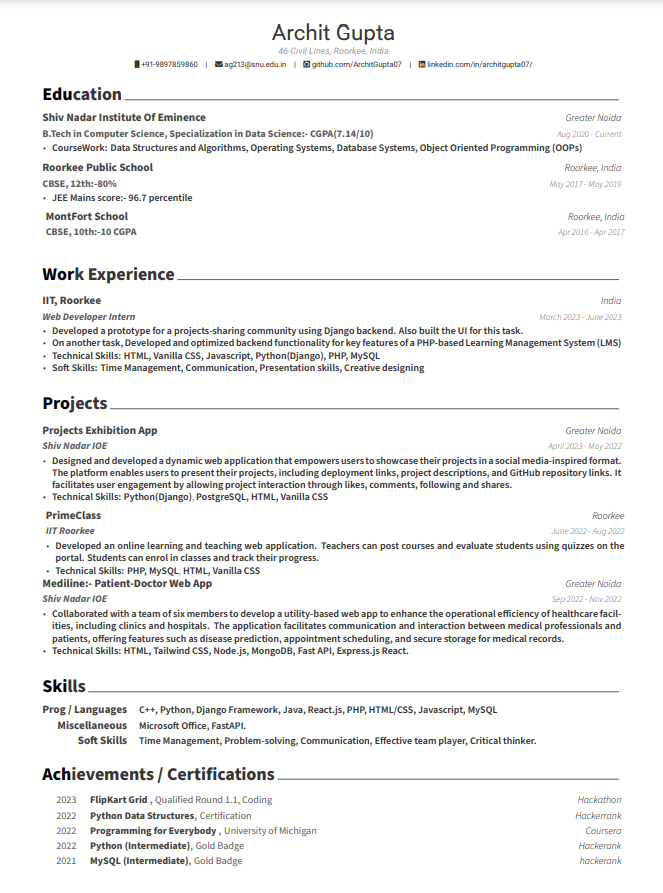 Archit Gupta
46-Civil Lines, Roorkee, India
+91-9897859860 | ag213@snu.edu.in | github.com/ArchitGupta07 | linkedin.com/in/architgupta07/
Education
Shiv Nadar Institute Of Eminence Greater Noida
B.Tech in Computer Science, Specialization in Data Science:- CGPA(7.14/10) Aug 2020 - Current
• CourseWork: Data Structures and Algorithms, Operating Systems, Database Systems, Object Oriented Programming (OOPs)
Roorkee Public School Roorkee, India
CBSE, 12th:-80% May 2017 - May 2019
• JEE Mains score:- 96.7 percentile
MontFort School Roorkee, India
CBSE, 10th:-10 CGPA Apr 2016 - Apr 2017
Work Experience
IIT, Roorkee India
Web Developer Intern March 2023 - June 2023
• Developed a prototype for a projects-sharing community using Django backend. Also built the UI for this task.
• On another task, Developed and optimized backend functionality for key features of a PHP-based Learning Management System (LMS)
• Technical Skills: HTML, Vanilla CSS, Javascript, Python(Django), PHP, MySQL
• Soft Skills: Time Management, Communication, Presentation skills, Creative designing
Projects
Projects Exhibition App Greater Noida
Shiv Nadar IOE April 2023 - May 2022
• Designed and developed a dynamic web application that empowers users to showcase their projects in a social media-inspired format.
The platform enables users to present their projects, including deployment links, project descriptions, and GitHub repository links. It
facilitates user engagement by allowing project interaction through likes, comments, following and shares.
• Technical Skills: Python(Django), PostgreSQL, HTML, Vanilla CSS
PrimeClass Roorkee
IIT Roorkee June 2022 - Aug 2022
• Developed an online learning and teaching web application. Teachers can post courses and evaluate students using quizzes on the
portal. Students can enrol in classes and track their progress.
• Technical Skills: PHP, MySQL, HTML, Vanilla CSS
Mediline:- Patient-Doctor Web App Greater Noida
Shiv Nadar IOE Sep 2022 - Nov 2022
• Collaborated with a team of six members to develop a utility-based web app to enhance the operational efficiency of healthcare facil-
ities, including clinics and hospitals. The application facilitates communication and interaction between medical professionals and
patients, offering features such as disease prediction, appointment scheduling, and secure storage for medical records.
• Technical Skills: HTML, Tailwind CSS, Node.js, MongoDB, Fast API, Express.js React.
Skills
Prog / Languages C++, Python, Django Framework, Java, React.js, PHP, HTML/CSS, Javascript, MySQL
Miscellaneous Microsoft Office, FastAPI.
Soft Skills Time Management, Problem-solving, Communication, Effective team player, Critical thinker.
Achievements / Certifications
2023 FlipKart Grid , Qualified Round 1.1, Coding Hackathon
2022 Python Data Structures, Certification Hackerrank
2022 Programming for Everybody , University of Michigan Coursera
2022 Python (Intermediate), Gold Badge Hackerank
2021 MySQL (Intermediate), Gold Badge hackerank